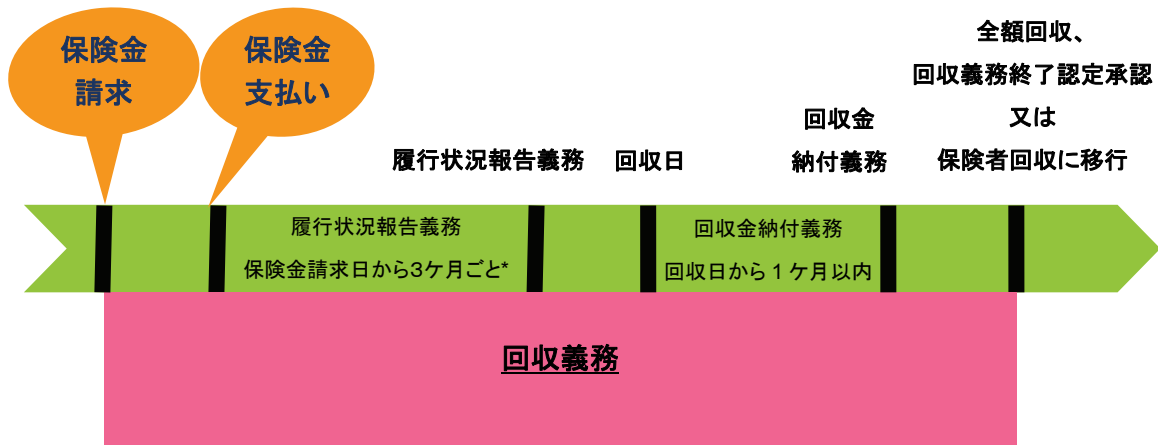 保険金
請求
保険金
支払い
履行状況報告義務
回収日
回収金
納付義務
全額回収、
回収義務終了認定承認
又は
保険者回収に移行
履行状況報告義務
保険金請求日から3ケ月ごと*
回収金納付義務
回収日から 1 ケ月以内
回収義務